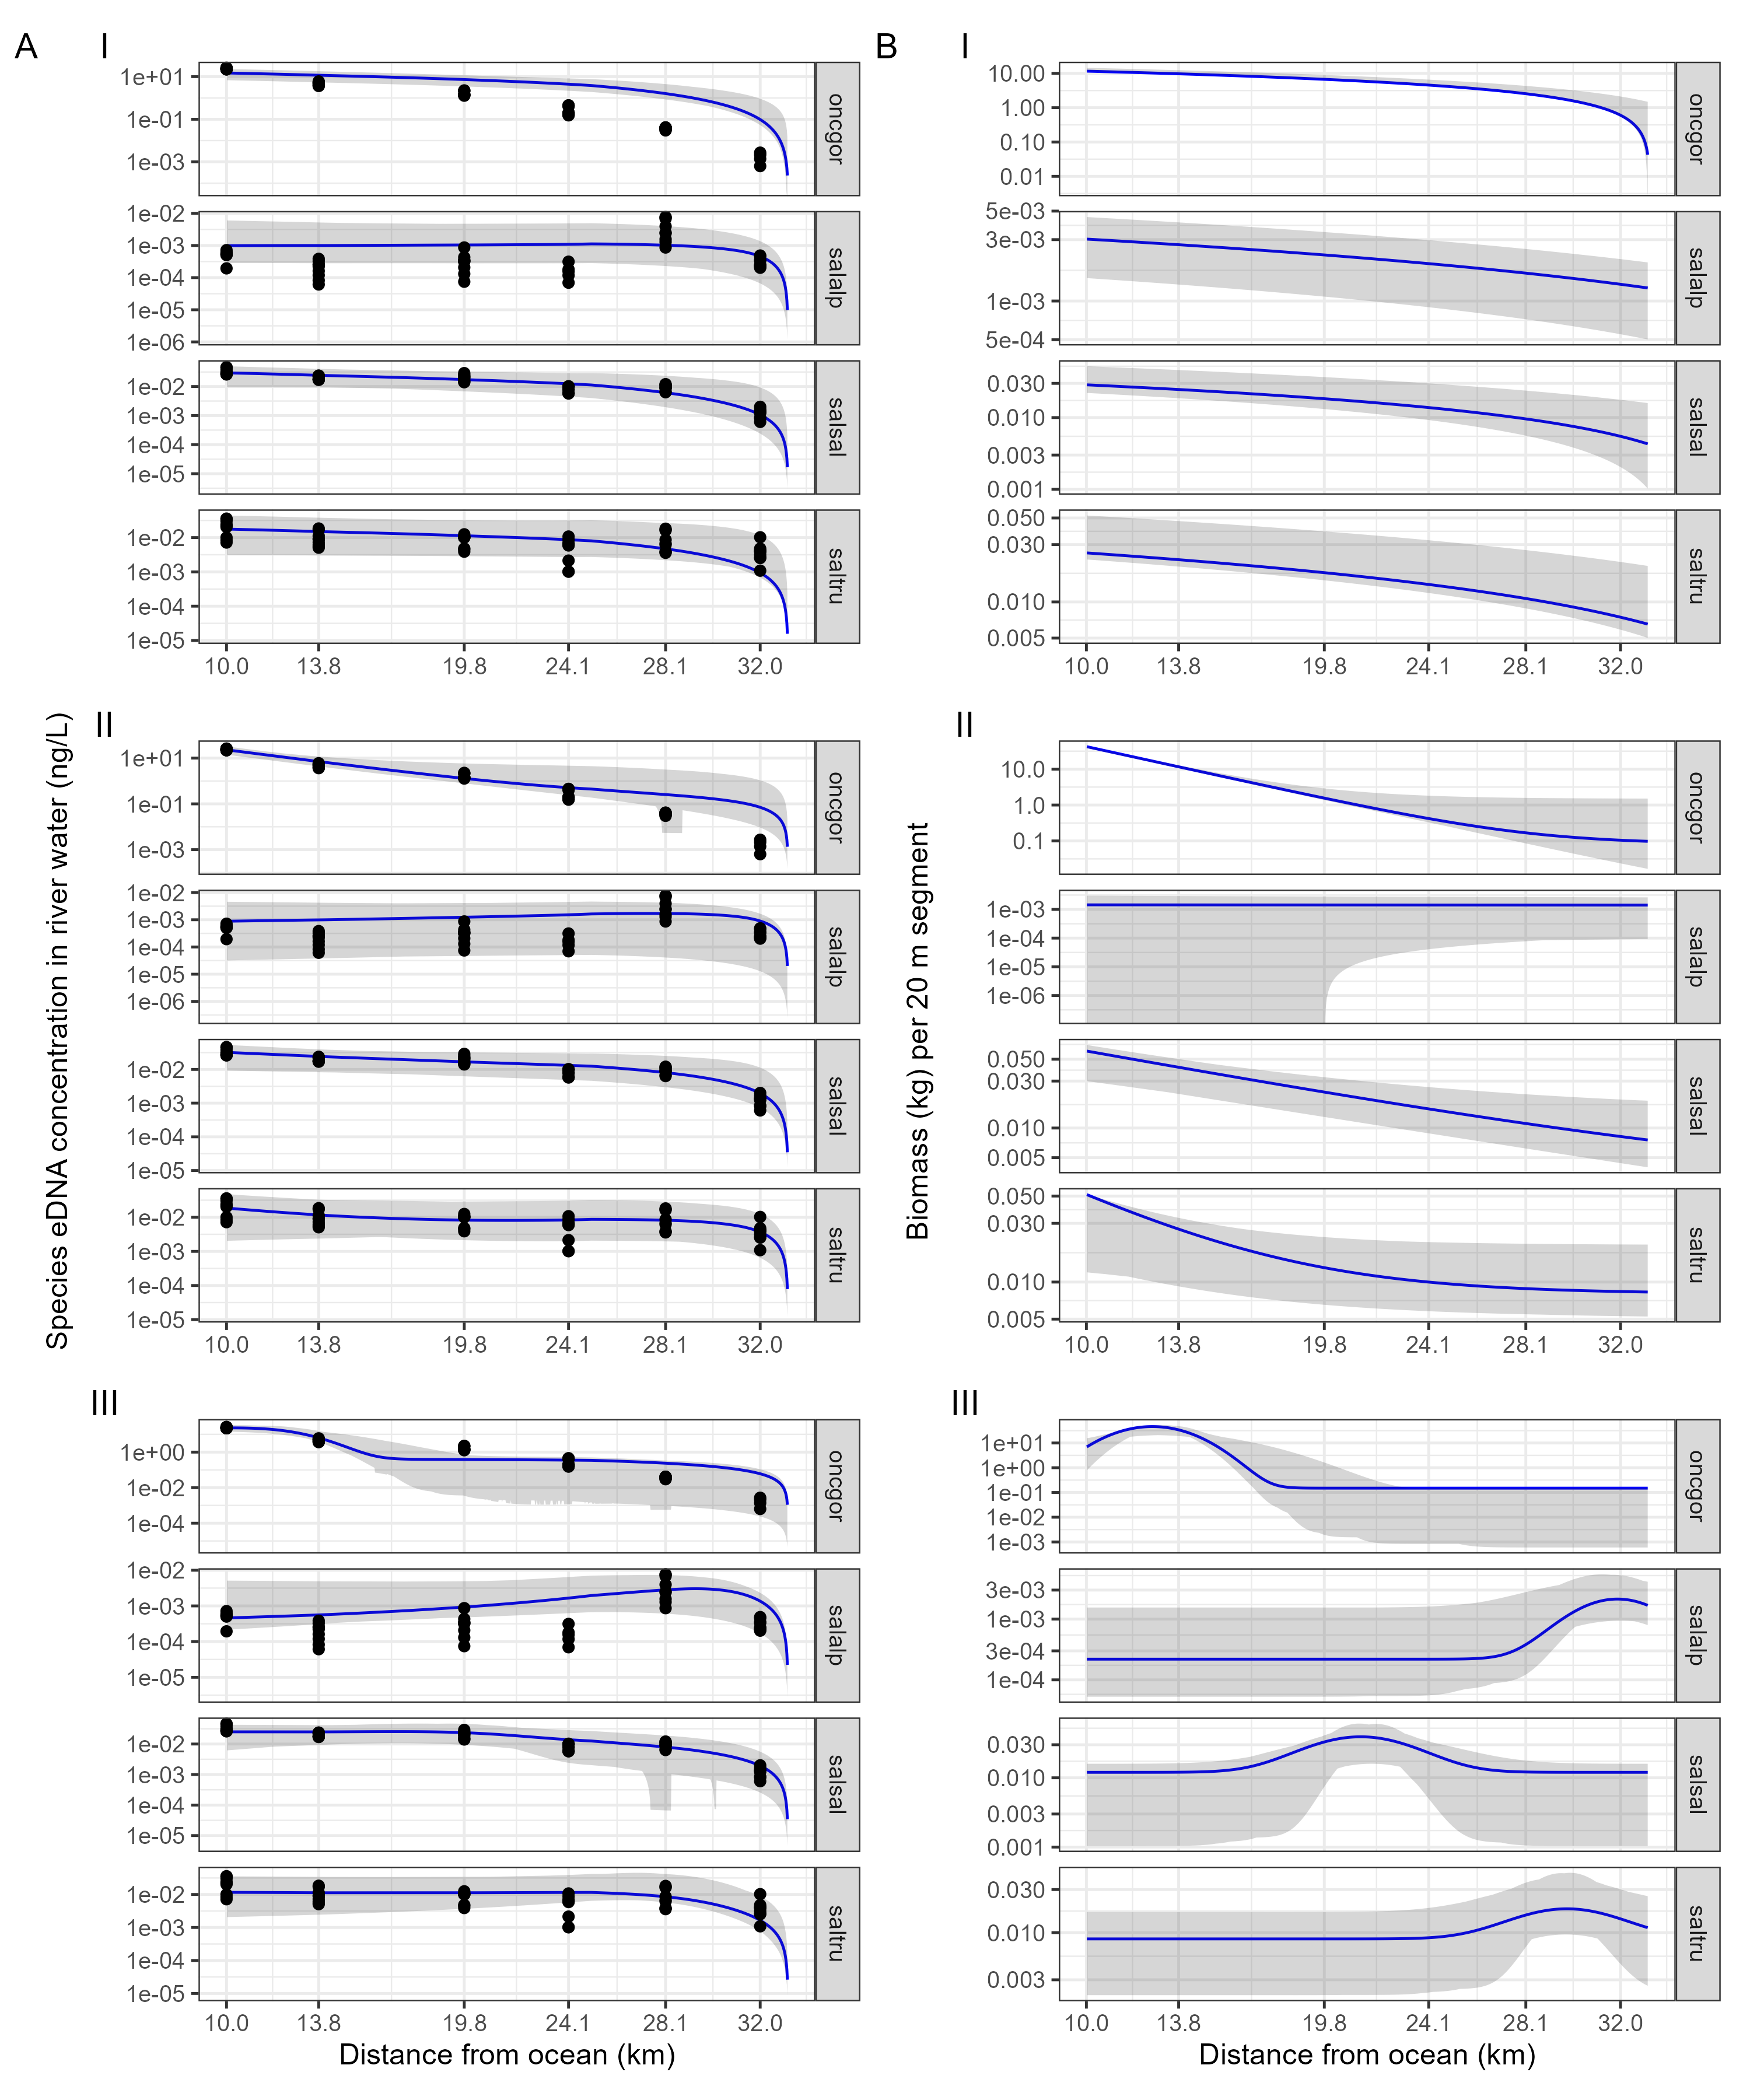 A
I
1e+01
1e-01
1e-03
oncgor
1e-02
1e-03
1e-04
1e-05
1e-06
salalp
1e-02
1e-03
1e-04
1e-05
salsal
1e-02
1e-03
1e-04
1e-05
saltru
10.0 13.8 19.8 24.1 28.1 32.0
II
1e+01
1e-01
1e-03
oncgor
1e-02
1e-03
1e-04
1e-05
1e-06
salalp
1e-02
1e-03
1e-04
1e-05
salsal
1e-02
1e-03
1e-04
1e-05
saltru
10.0 13.8 19.8 24.1 28.1 32.0
III
1e+00
1e-02
1e-04
oncgor
1e-02
1e-03
1e-04
1e-05
salalp
1e-02
1e-03
1e-04
1e-05
salsal
1e-02
1e-03
1e-04
1e-05
saltru
10.0 13.8 19.8 24.1 28.1 32.0
Distance from ocean (km)
Species eDNA concentration in river water (ng/L)
B
I
10.00
1.00
0.10
0.01
oncgor
5e-03
3e-03
1e-03
5e-04
salalp
0.030
0.010
0.003
0.001
salsal
0.050
0.030
0.010
0.005
saltru
10.0 13.8 19.8 24.1 28.1 32.0
II
10.0
1.0
0.1
oncgor
1e-03
1e-04
1e-05
1e-06
salalp
0.050
0.030
0.010
0.005
salsal
0.050
0.030
0.010
0.005
saltru
10.0 13.8 19.8 24.1 28.1 32.0
III
1e+01
1e+00
1e-01
1e-02
1e-03
oncgor
3e-03
1e-03
3e-04
1e-04
salalp
0.030
0.010
0.003
0.001
salsal
0.030
0.010
0.003
saltru
10.0 13.8 19.8 24.1 28.1 32.0
Distance from ocean (km)
Biomass (kg) per 20 m segment